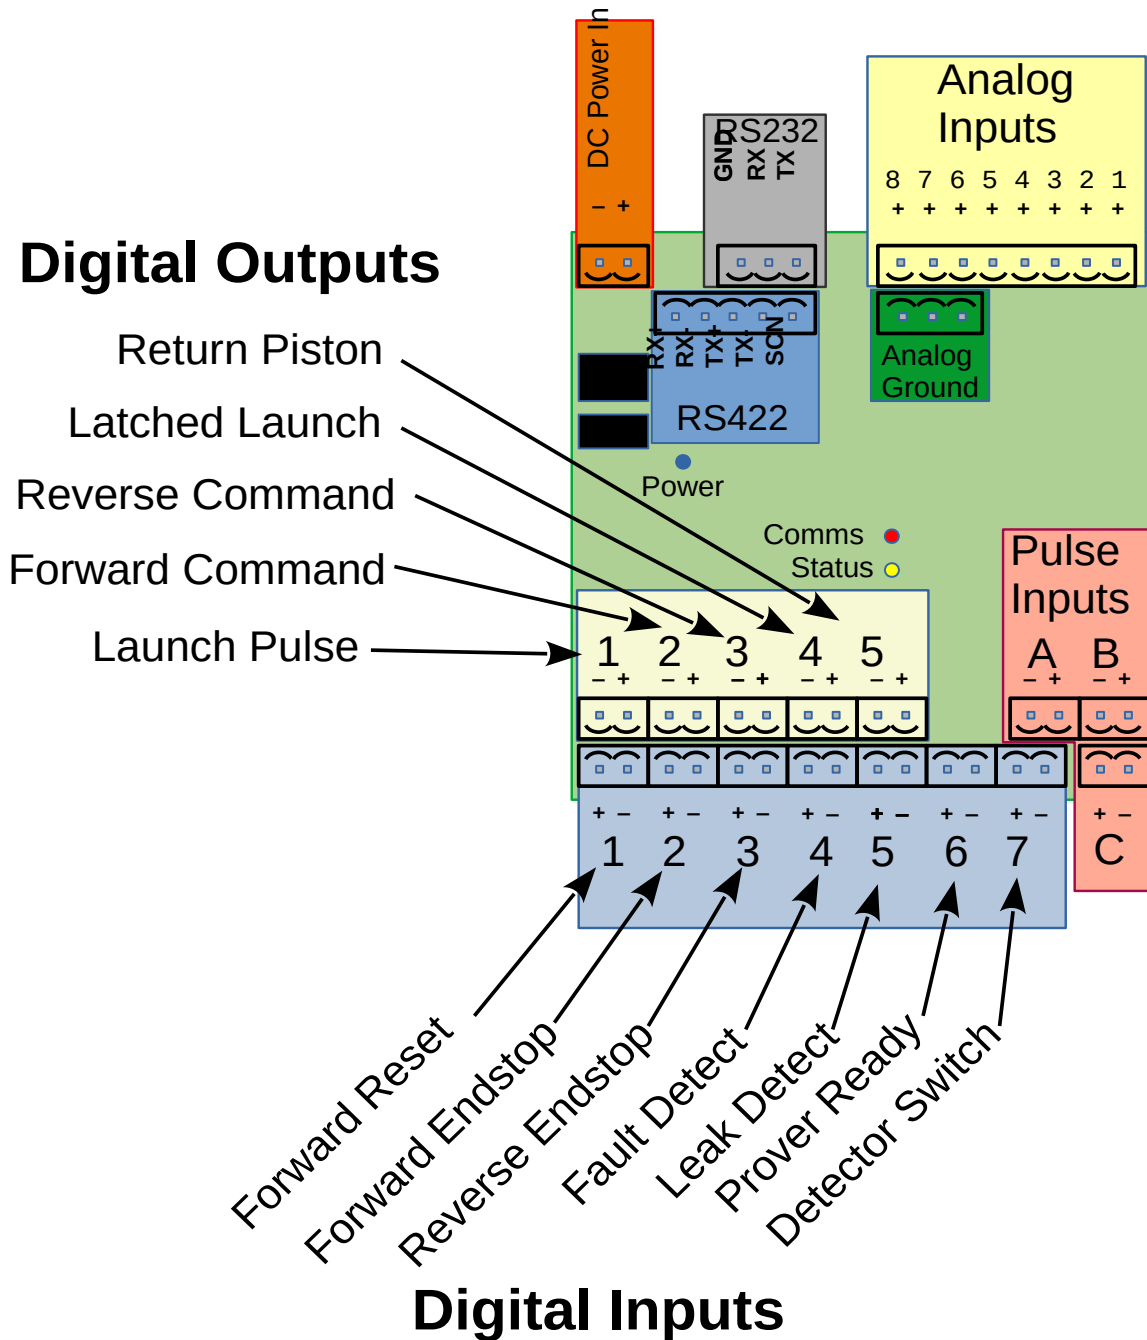 DC Power In
– +
RS232
GND
RX
TX
Analog
Inputs
8 7 6 5 4 3 2 1
+ + + + + + + +
Digital Outputs
Return Piston
Latched Launch
Reverse Command
Forward Command
Launch Pulse
RX+
RX-
TX+
TX-
SCN
RS422
Analog
Ground
Power
Comms
Status
Pulse
Inputs
1 2 3 4 5
– + – + – + – + – +
A B
– + – +
+ – + – + – + – + – + – + –
1 2 3 4 5 6 7
+ –
C
Forward Reset
Forward Endstop
Reverse Endstop
Fault Detect
Leak Detect
Prover Ready
Detector Switch
Digital Inputs